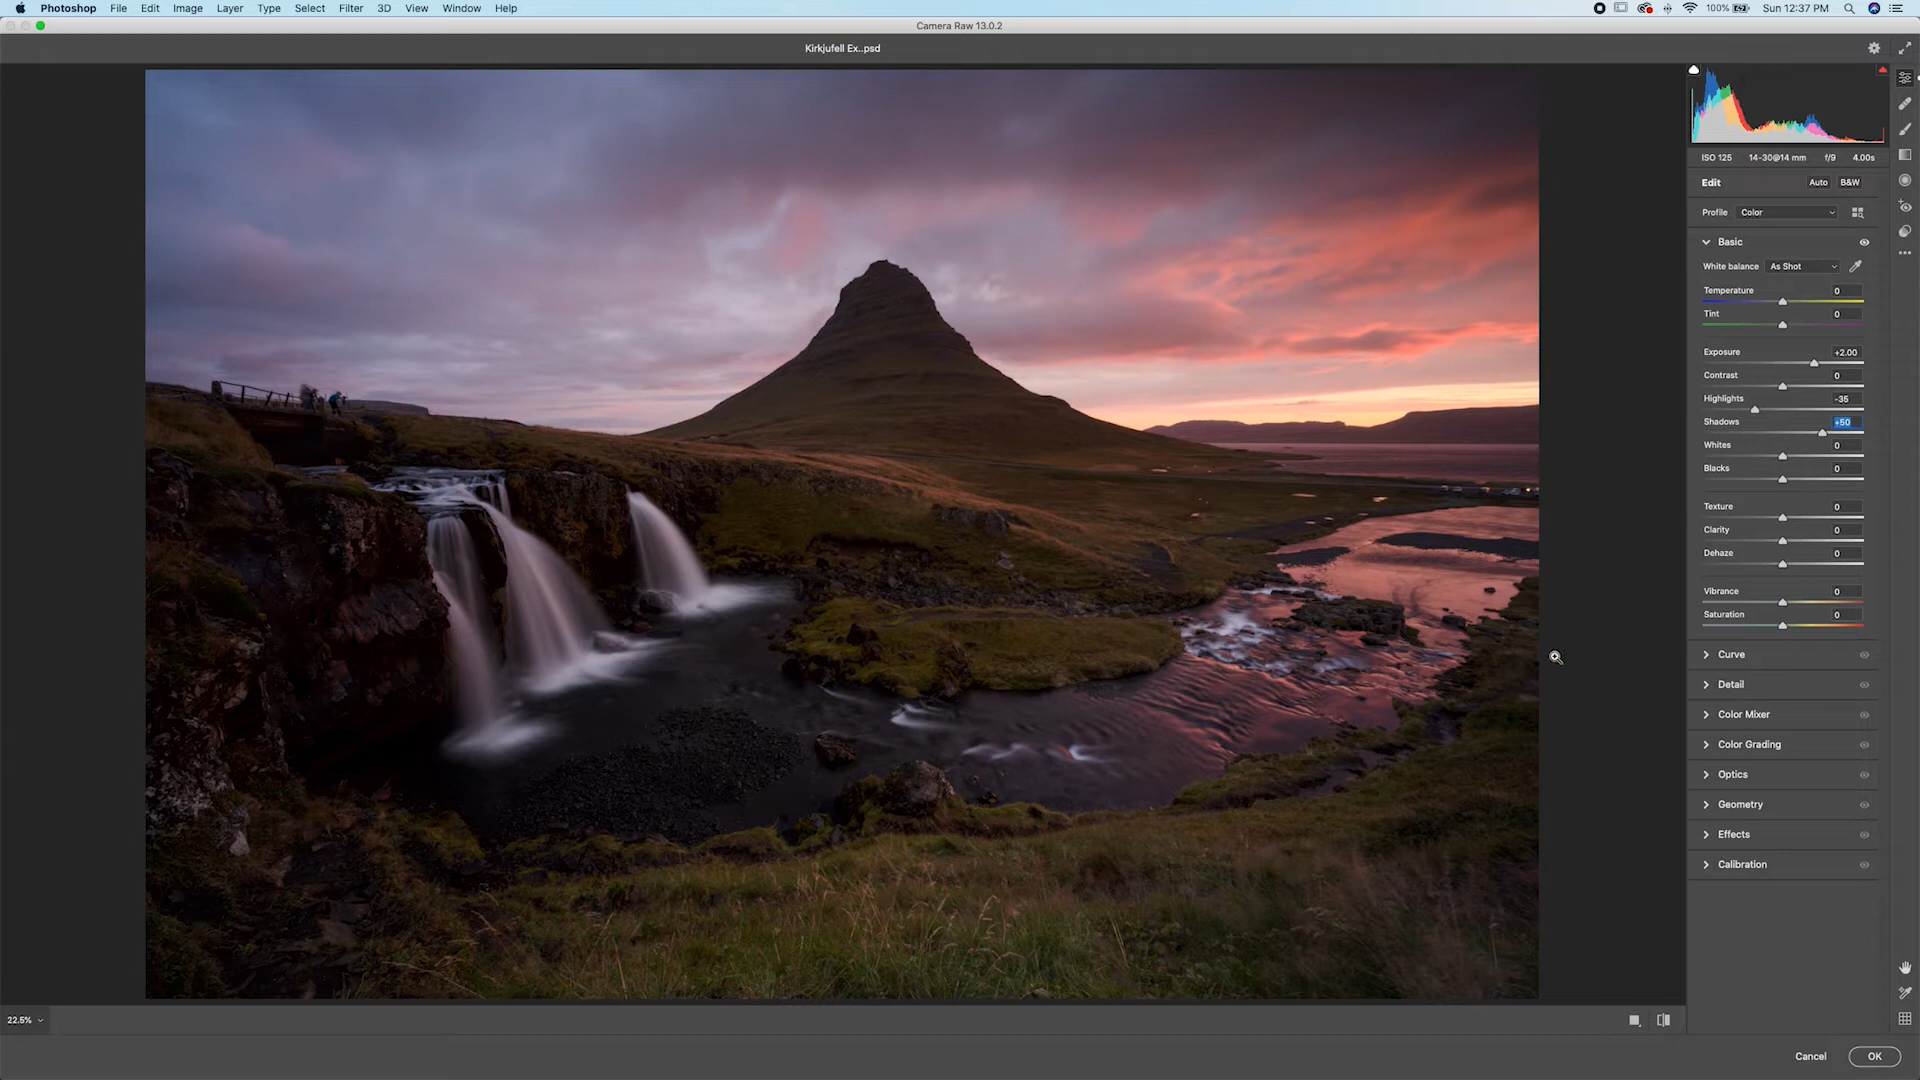 Photoshop File Edit Image Layer Type Select Filter 3D View Window Help 100% Sun 12:37 PM
Camera Raw 13.0.2
Kirkjufell Ex..psd
ISO 125 14-30@14 mm f/9 4.00s
Edit Auto B&W
Profile Color
Basic
White balance As Shot
Temperature 0
Tint 0
Exposure +2.00
Contrast 0
Highlights -35
Shadows +50
Whites 0
Blacks 0
Texture 0
Clarity 0
Dehaze 0
Vibrance 0
Saturation 0
Curve
Detail
Color Mixer
Color Grading
Optics
Geometry
Effects
Calibration
22.5%
Cancel OK